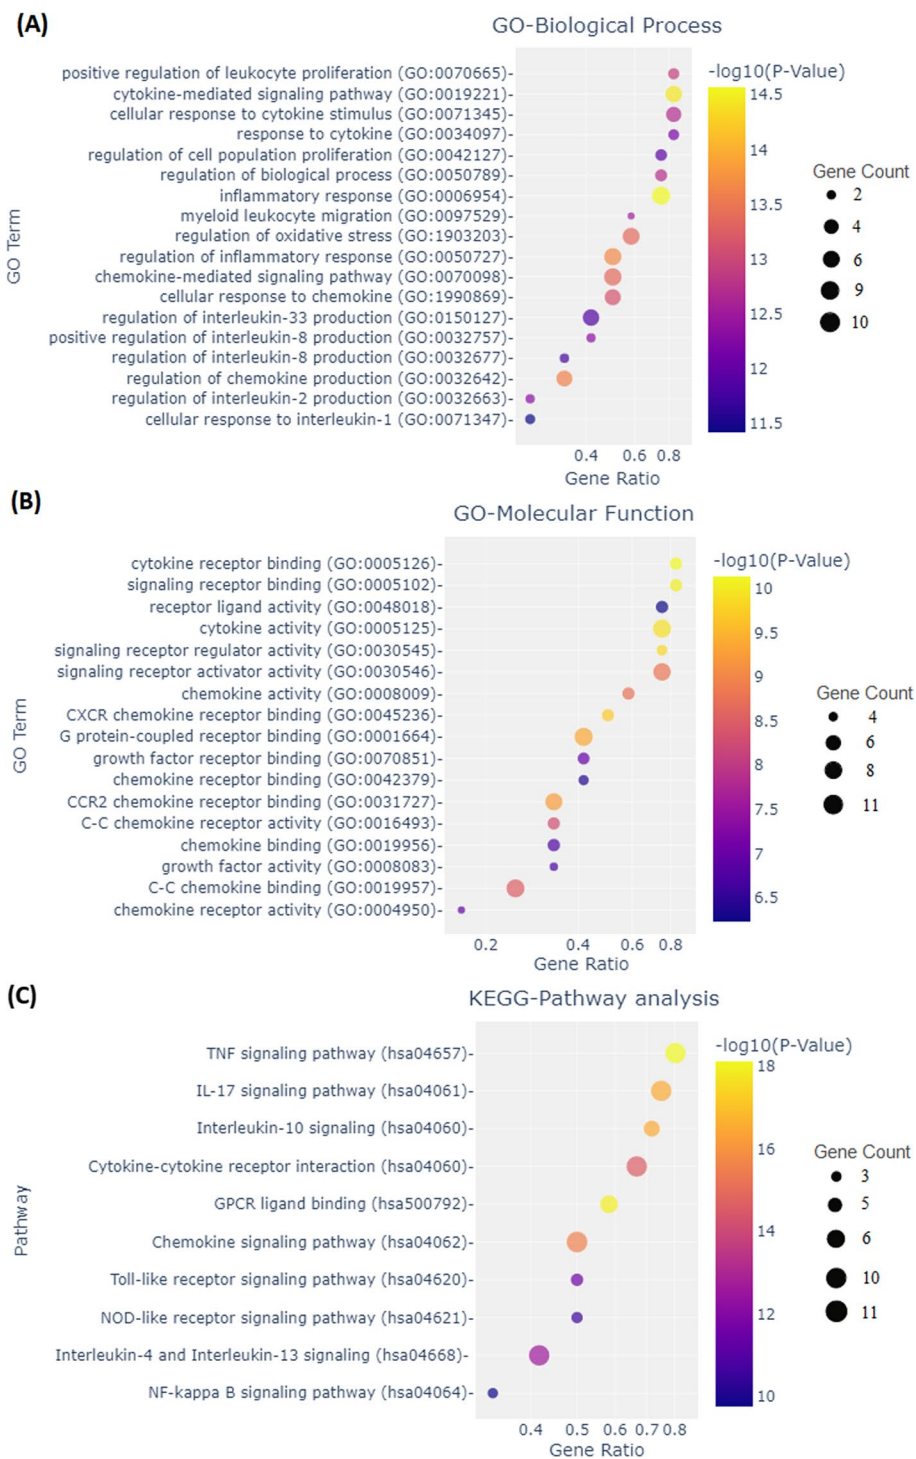 (A)
GO-Biological Process
GO Term
positive regulation of leukocyte proliferation (GO:0070665)-
cytokine-mediated signaling pathway (GO:0019221)-
cellular response to cytokine stimulus (GO:0071345)-
response to cytokine (GO:0034097)-
regulation of cell population proliferation (GO:0042127)-
regulation of biological process (GO:0050789)-
inflammatory response (GO:0006954)-
myeloid leukocyte migration (GO:0097529)-
regulation of oxidative stress (GO:1903203)-
regulation of inflammatory response (GO:0050727)-
chemokine-mediated signaling pathway (GO:0070098)-
cellular response to chemokine (GO:1990869)-
regulation of interleukin-33 production (GO:0150127)-
positive regulation of interleukin-8 production (GO:0032757)-
regulation of interleukin-8 production (GO:0032677)-
regulation of chemokine production (GO:0032642)-
regulation of interleukin-2 production (GO:0032663)-
cellular response to interleukin-1 (GO:0071347)-
0.4 0.6 0.8
Gene Ratio
-log10(P-Value)
14.5
14
13.5
13
12.5
12
11.5
Gene Count
2
4
6
9
10
(B)
GO-Molecular Function
GO Term
cytokine receptor binding (GO:0005126)-
signaling receptor binding (GO:0005102)-
receptor ligand activity (GO:0048018)-
cytokine activity (GO:0005125)-
signaling receptor regulator activity (GO:0030545)-
signaling receptor activator activity (GO:0030546)-
chemokine activity (GO:0008009)-
CXCR chemokine receptor binding (GO:0045236)-
G protein-coupled receptor binding (GO:0001664)-
growth factor receptor binding (GO:0070851)-
chemokine receptor binding (GO:0042379)-
CCR2 chemokine receptor binding (GO:0031727)-
C-C chemokine receptor activity (GO:0016493)-
chemokine binding (GO:0019956)-
growth factor activity (GO:0008083)-
C-C chemokine binding (GO:0019957)-
chemokine receptor activity (GO:0004950)-
0.2 0.4 0.6 0.8
Gene Ratio
-log10(P-Value)
10
9.5
9
8.5
8
7.5
7
6.5
Gene Count
4
6
8
11
(C)
KEGG-Pathway analysis
Pathway
TNF signaling pathway (hsa04657)-
IL-17 signaling pathway (hsa04061)-
Interleukin-10 signaling (hsa04060)-
Cytokine-cytokine receptor interaction (hsa04060)-
GPCR ligand binding (hsa500792)-
Chemokine signaling pathway (hsa04062)-
Toll-like receptor signaling pathway (hsa04620)-
NOD-like receptor signaling pathway (hsa04621)-
Interleukin-4 and Interleukin-13 signaling (hsa04668)-
NF-kappa B signaling pathway (hsa04064)-
0.4 0.5 0.6 0.7 0.8
Gene Ratio
-log10(P-Value)
18
16
14
12
10
Gene Count
3
5
6
10
11